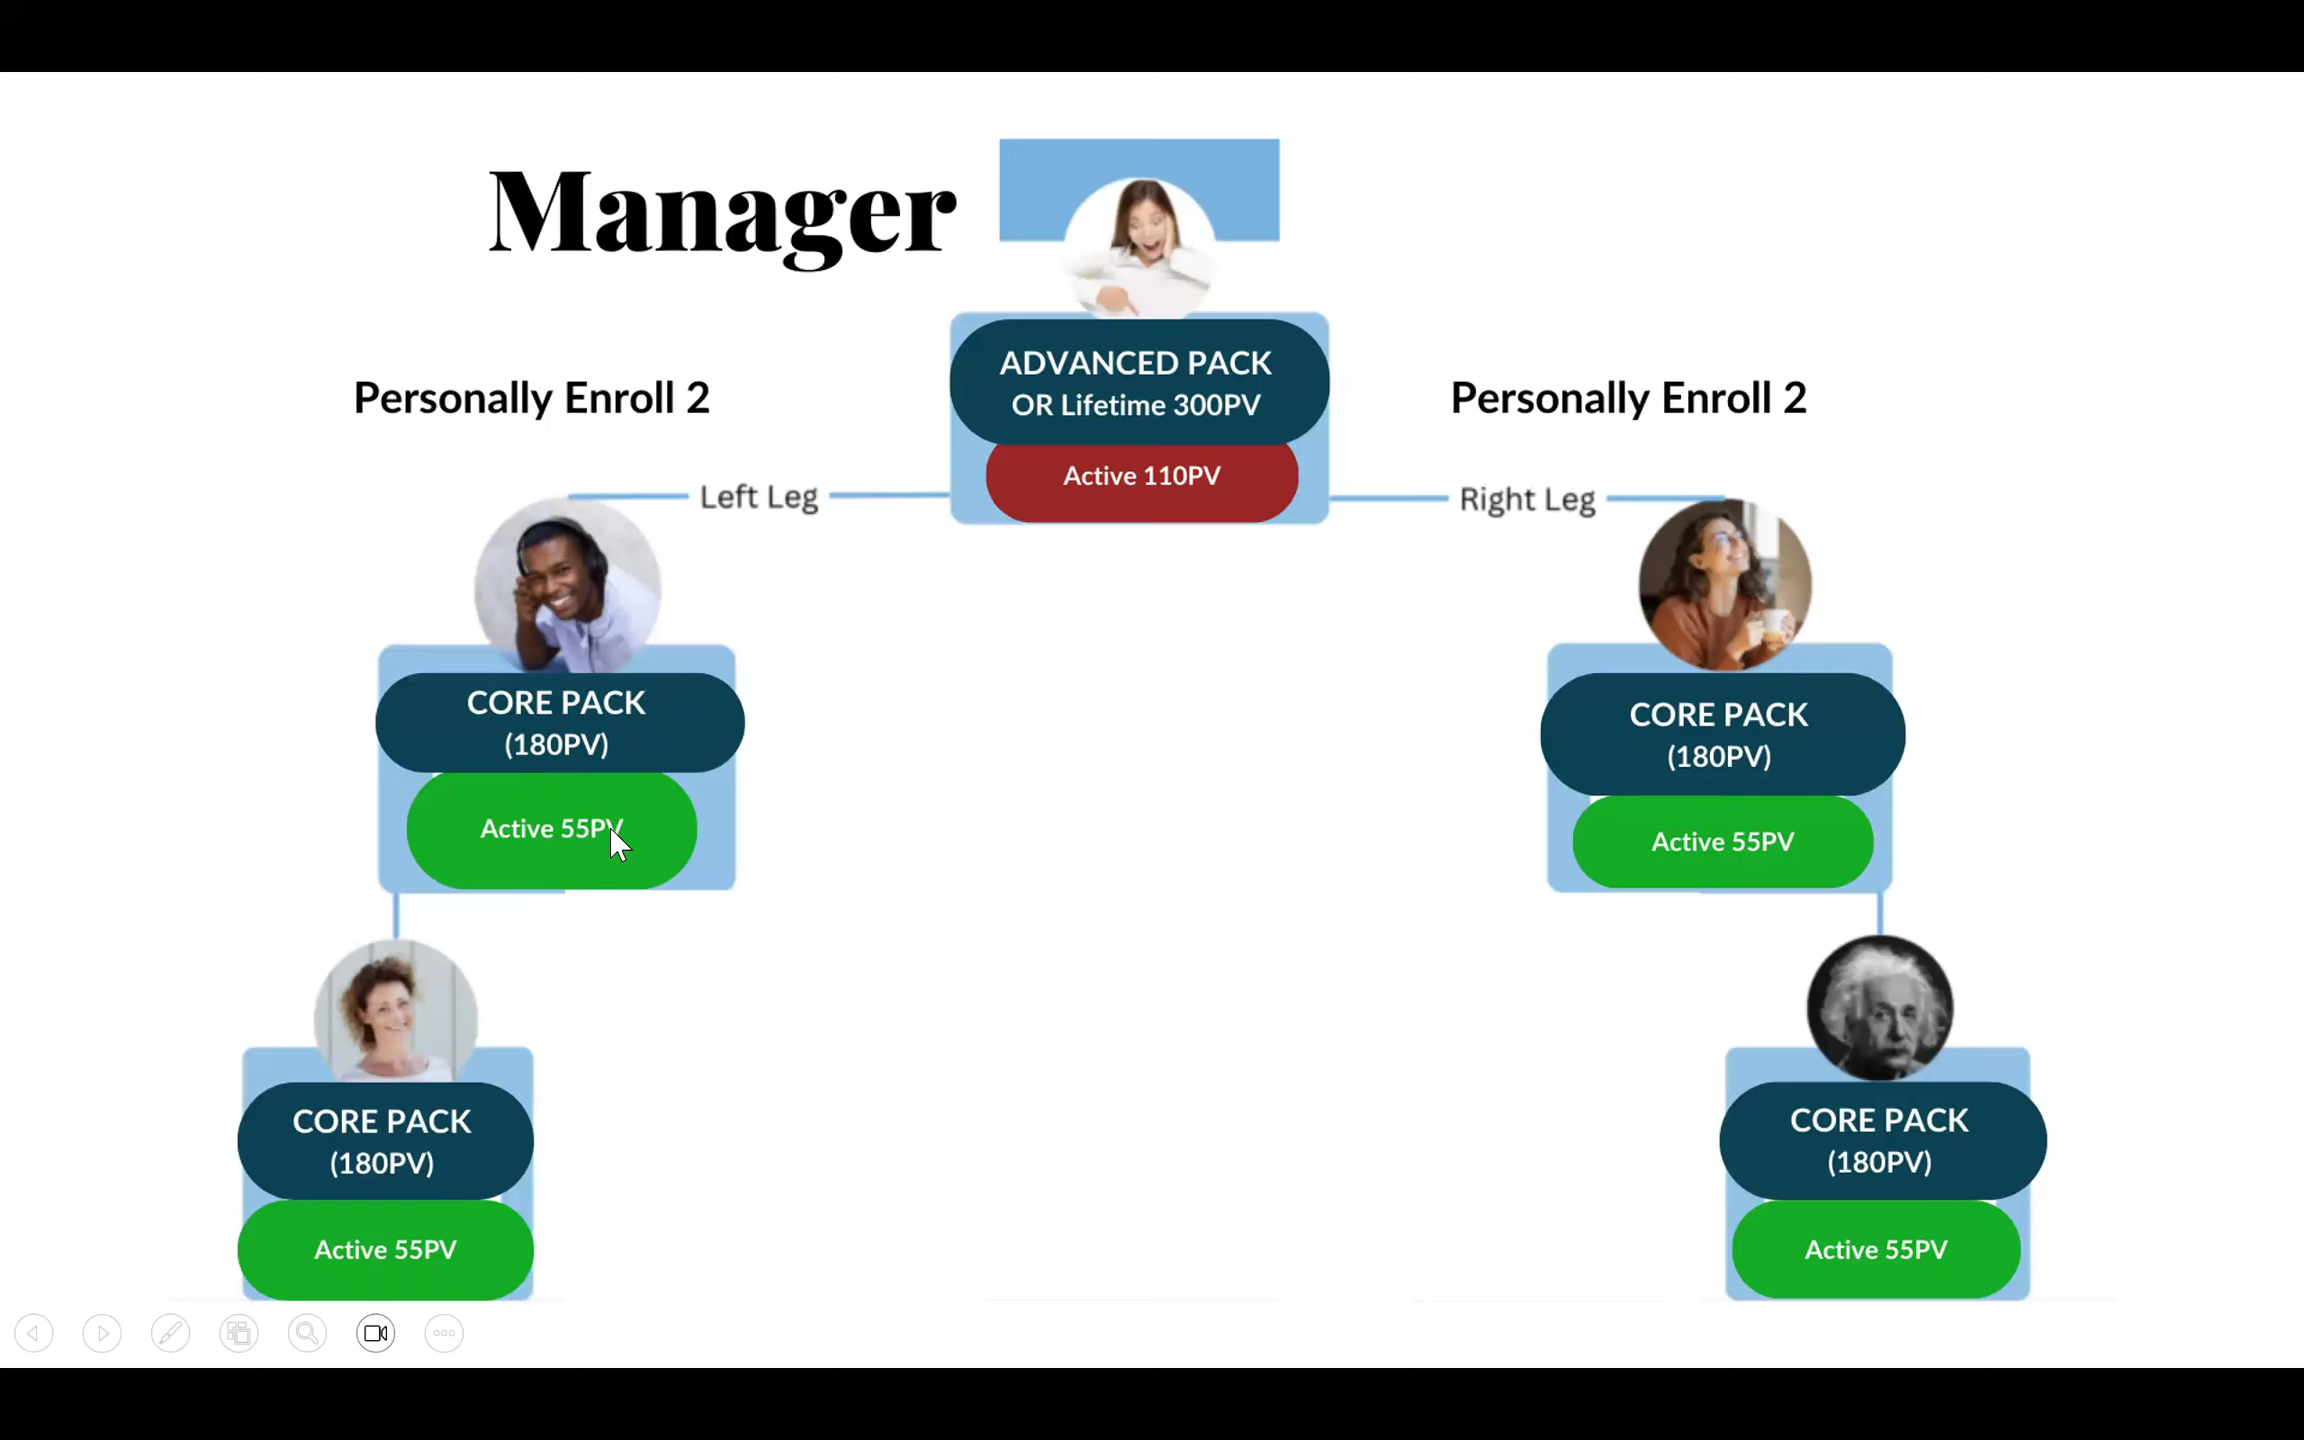 Manager
ADVANCED PACK
OR Lifetime 300PV
Active 110PV
Personally Enroll 2
Personally Enroll 2
Left Leg
Right Leg
CORE PACK
(180PV)
Active 55PV
CORE PACK
(180PV)
Active 55PV
CORE PACK
(180PV)
Active 55PV
CORE PACK
(180PV)
Active 55PV